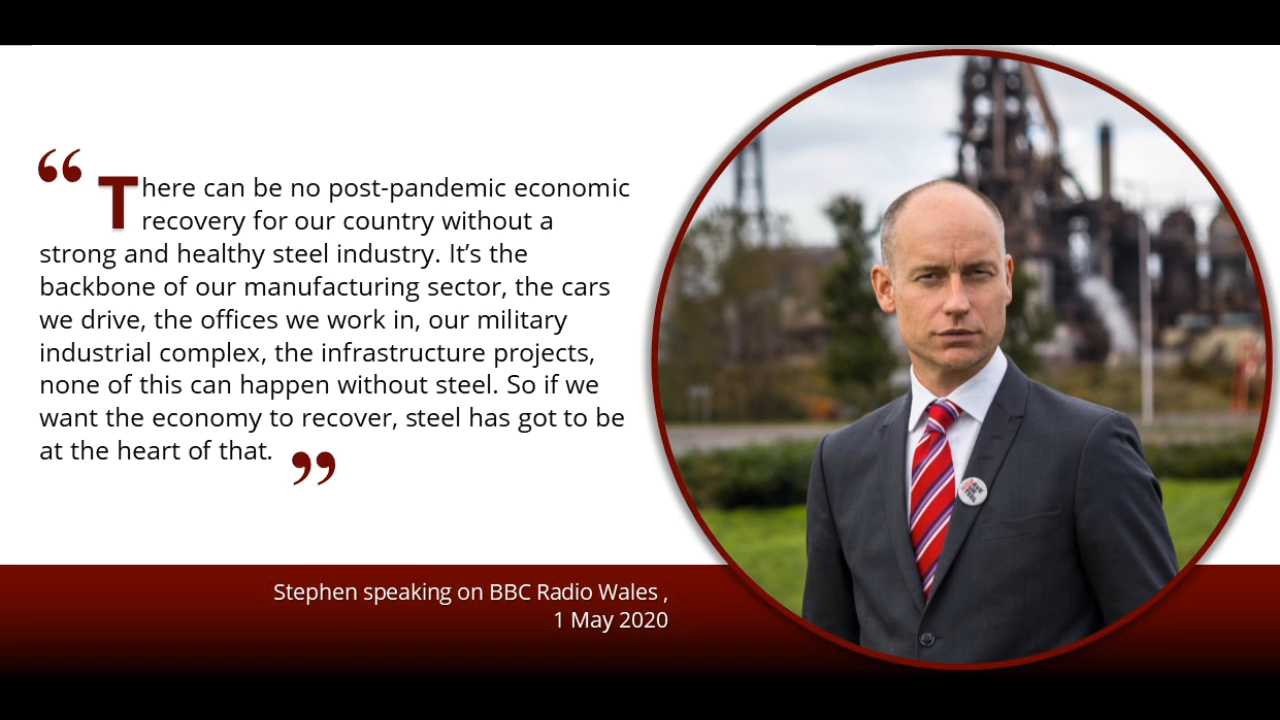 “ There can be no post-pandemic economic
recovery for our country without a
strong and healthy steel industry. It’s the
backbone of our manufacturing sector, the cars
we drive, the offices we work in, our military
industrial complex, the infrastructure projects,
none of this can happen without steel. So if we
want the economy to recover, steel has got to be
at the heart of that. ”
Stephen speaking on BBC Radio Wales ,
1 May 2020